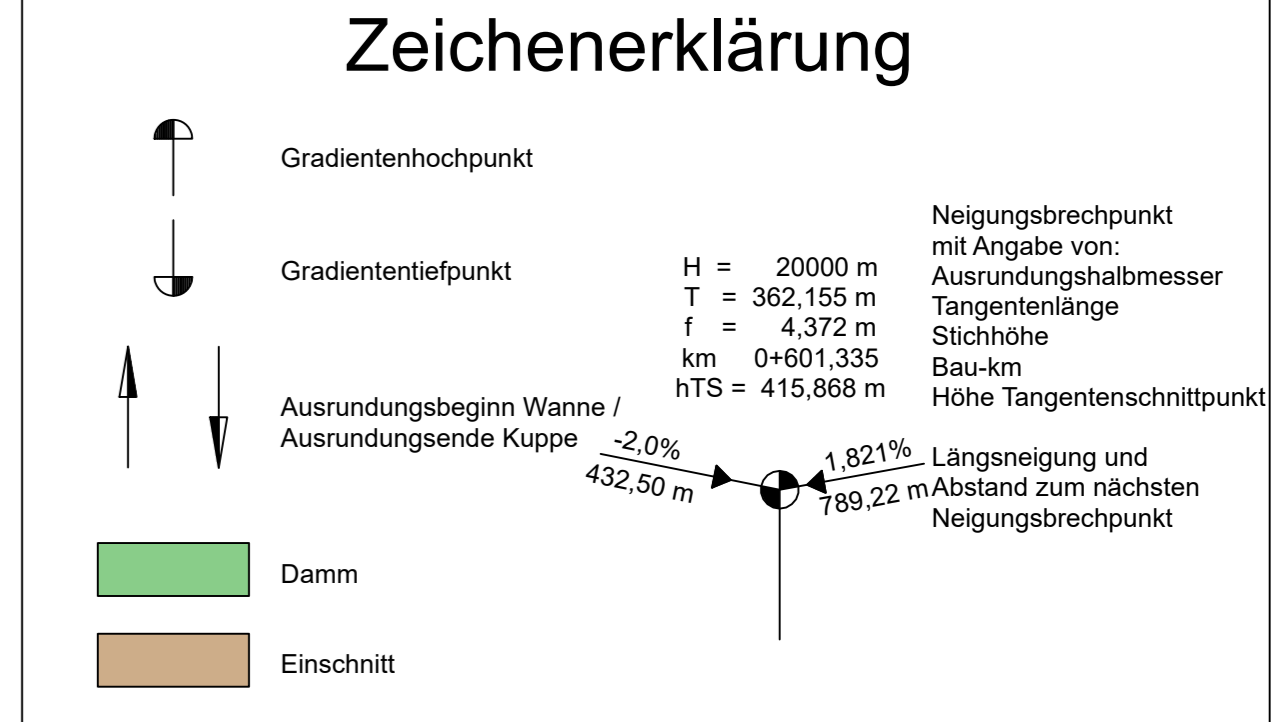 Zeichenerklärung
Gradientenhochpunkt
Gradiententiefpunkt
Ausrundungsbeginn Wanne /
Ausrundungsende Kuppe
Damm
Einschnitt
H = 20000 m
T = 362,155 m
f = 4,372 m
km 0+601,335
hTS = 415,868 m
Neigungsbrechpunkt
mit Angabe von:
Ausrundungshalbmesser
Tangentenlänge
Stichhöhe
Bau-km
Höhe Tangentenschnittpunkt
-2,0%
432,50 m
1,821%
789,22 m
Längsneigung und
Abstand zum nächsten
Neigungsbrechpunkt